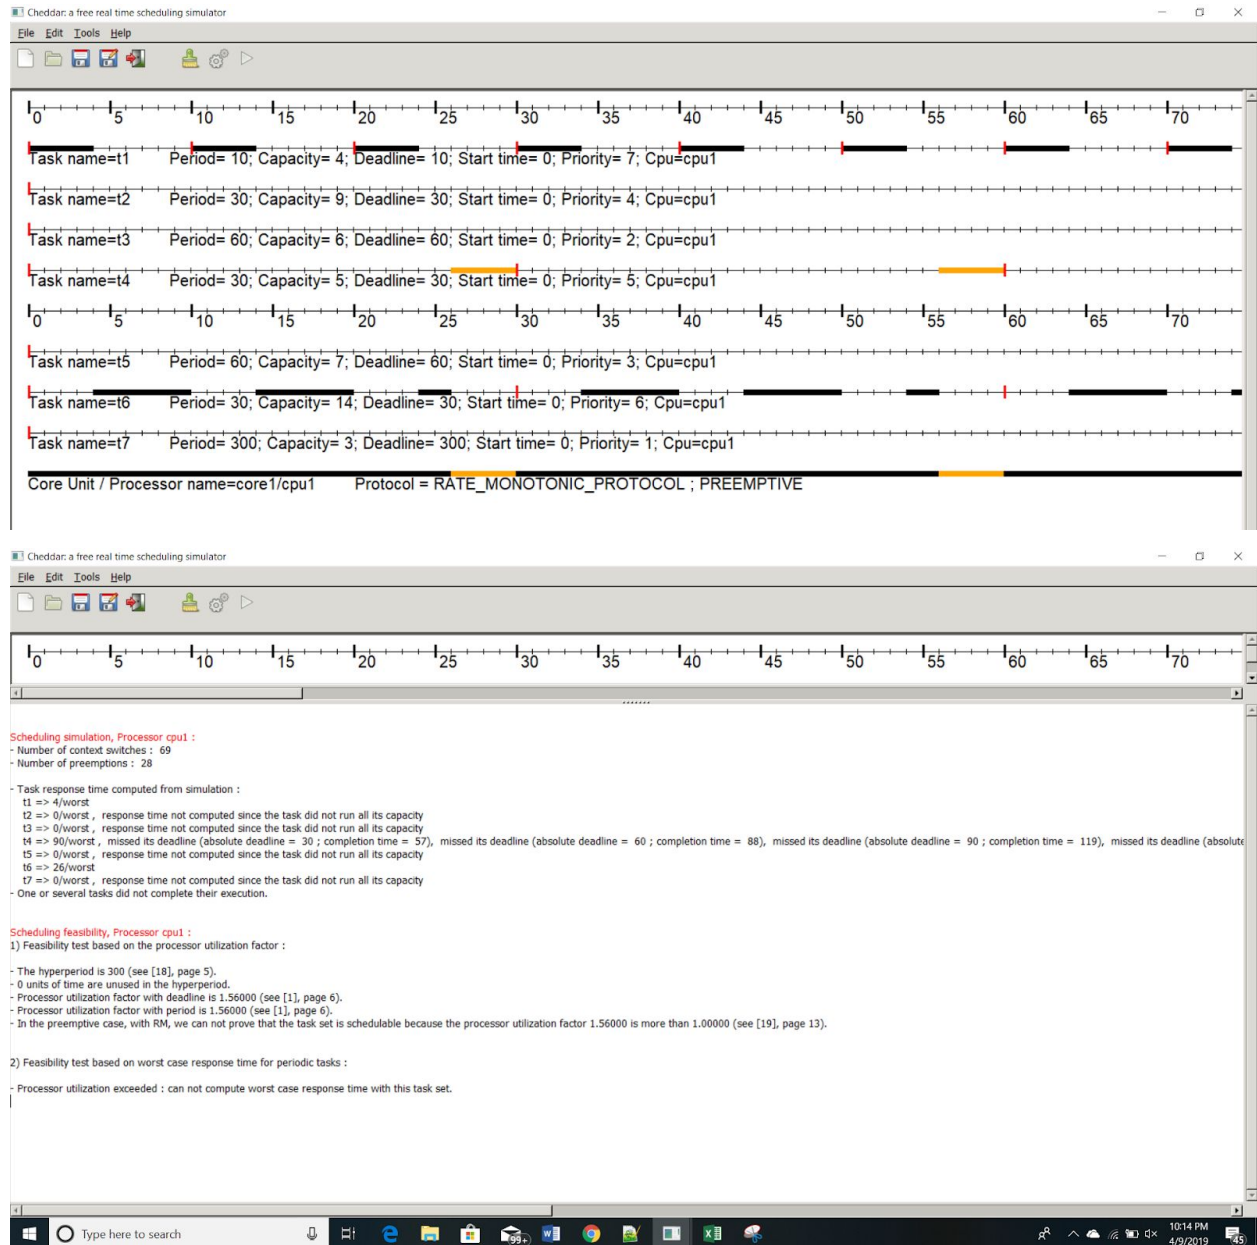 Cheddar: a free real time scheduling simulator
File Edit Tools Help
0 5 10 15 20 25 30 35 40 45 50 55 60 65 70
Task name=t1 Period= 10; Capacity= 4; Deadline= 10; Start time= 0; Priority= 7; Cpu=cpu1
Task name=t2 Period= 30; Capacity= 9; Deadline= 30; Start time= 0; Priority= 4; Cpu=cpu1
Task name=t3 Period= 60; Capacity= 6; Deadline= 60; Start time= 0; Priority= 2; Cpu=cpu1
Task name=t4 Period= 30; Capacity= 5; Deadline= 30; Start time= 0; Priority= 5; Cpu=cpu1
0 5 10 15 20 25 30 35 40 45 50 55 60 65 70
Task name=t5 Period= 60; Capacity= 7; Deadline= 60; Start time= 0; Priority= 3; Cpu=cpu1
Task name=t6 Period= 30; Capacity= 14; Deadline= 30; Start time= 0; Priority= 6; Cpu=cpu1
Task name=t7 Period= 300; Capacity= 3; Deadline= 300; Start time= 0; Priority= 1; Cpu=cpu1
Core Unit / Processor name=core1/cpu1 Protocol = RATE_MONOTONIC_PROTOCOL ; PREEMPTIVE
Cheddar: a free real time scheduling simulator
File Edit Tools Help
0 5 10 15 20 25 30 35 40 45 50 55 60 65 70
Scheduling simulation, Processor cpu1 :
- Number of context switches : 69
- Number of preemptions : 28
- Task response time computed from simulation :
t1 => 4/worst
t2 => 0/worst , response time not computed since the task did not run all its capacity
t3 => 0/worst , response time not computed since the task did not run all its capacity
t4 => 90/worst , missed its deadline (absolute deadline = 30 ; completion time = 57), missed its deadline (absolute deadline = 60 ; completion time = 88), missed its deadline (absolute deadline = 90 ; completion time = 119), missed its deadline (absolute
t5 => 0/worst , response time not computed since the task did not run all its capacity
t6 => 26/worst
t7 => 0/worst , response time not computed since the task did not run all its capacity
- One or several tasks did not complete their execution.
Scheduling feasibility, Processor cpu1 :
1) Feasibility test based on the processor utilization factor :
- The hyperperiod is 300 (see [18], page 5).
- 0 units of time are unused in the hyperperiod.
- Processor utilization factor with deadline is 1.56000 (see [1], page 6).
- Processor utilization factor with period is 1.56000 (see [1], page 6).
- In the preemptive case, with RM, we can not prove that the task set is schedulable because the processor utilization factor 1.56000 is more than 1.00000 (see [19], page 13).
2) Feasibility test based on worst case response time for periodic tasks :
- Processor utilization exceeded : can not compute worst case response time with this task set.
Type here to search
99+
10:14 PM
4/9/2019
45